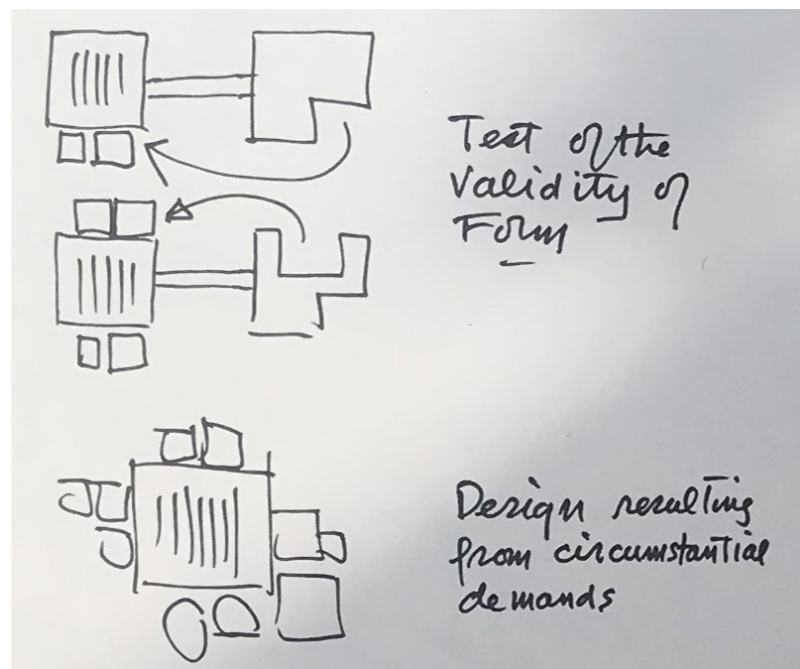 Test of the
Validity of
Form
Design resulting
from circumstantial
demands